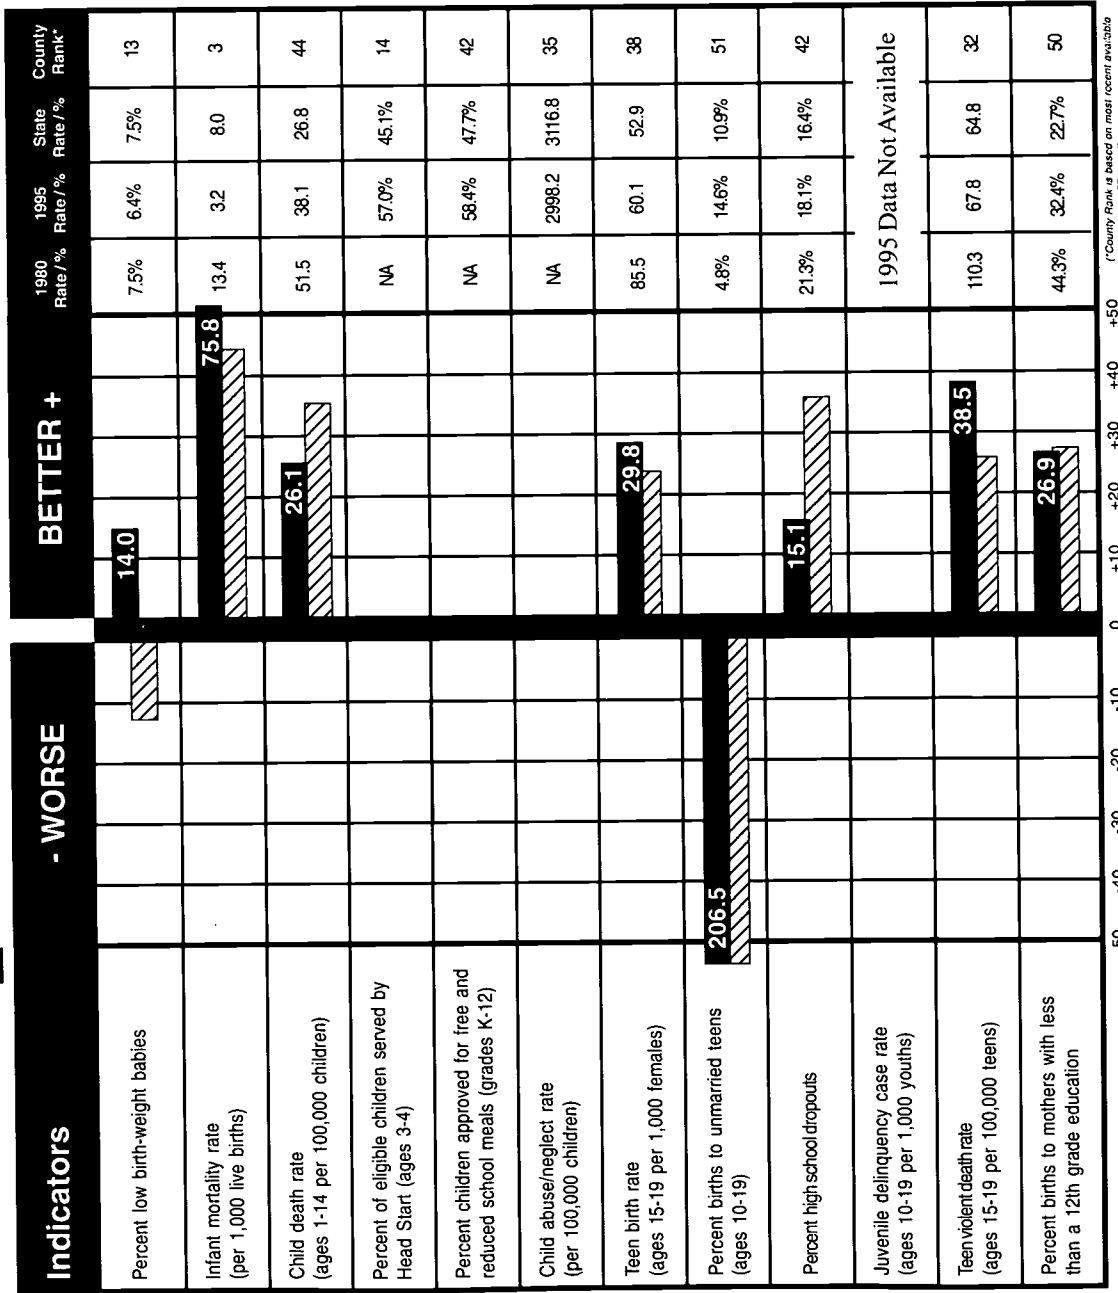 Indicators - WORSE BETTER + 1980 Rate / % 1995 Rate / % State Rate / % County Rank*
Percent low birth-weight babies 14.0 7.5% 6.4% 7.5% 13
Infant mortality rate
(per 1,000 live births) 75.8 13.4 3.2 8.0 3
Child death rate
(ages 1-14 per 100,000 children) 26.1 51.5 38.1 26.8 44
Percent of eligible children served by
Head Start (ages 3-4) NA 57.0% 45.1% 14
Percent children approved for free and
reduced school meals (grades K-12) NA 58.4% 47.7% 42
Child abuse/neglect rate
(per 100,000 children) NA 2998.2 3116.8 35
Teen birth rate
(ages 15-19 per 1,000 females) 29.8 85.5 60.1 52.9 38
Percent births to unmarried teens
(ages 10-19) 206.5 4.8% 14.6% 10.9% 51
Percent high school dropouts 15.1 21.3% 18.1% 16.4% 42
Juvenile delinquency case rate
(ages 10-19 per 1,000 youths) 1995 Data Not Available
Teen violent death rate
(ages 15-19 per 100,000 teens) 38.5 110.3 67.8 64.8 32
Percent births to mothers with less
than a 12th grade education 26.9 44.3% 32.4% 22.7% 50
-50 -40 -30 -20 -10 0 +10 +20 +30 +40 +50
(*County Rank is based on most recent available